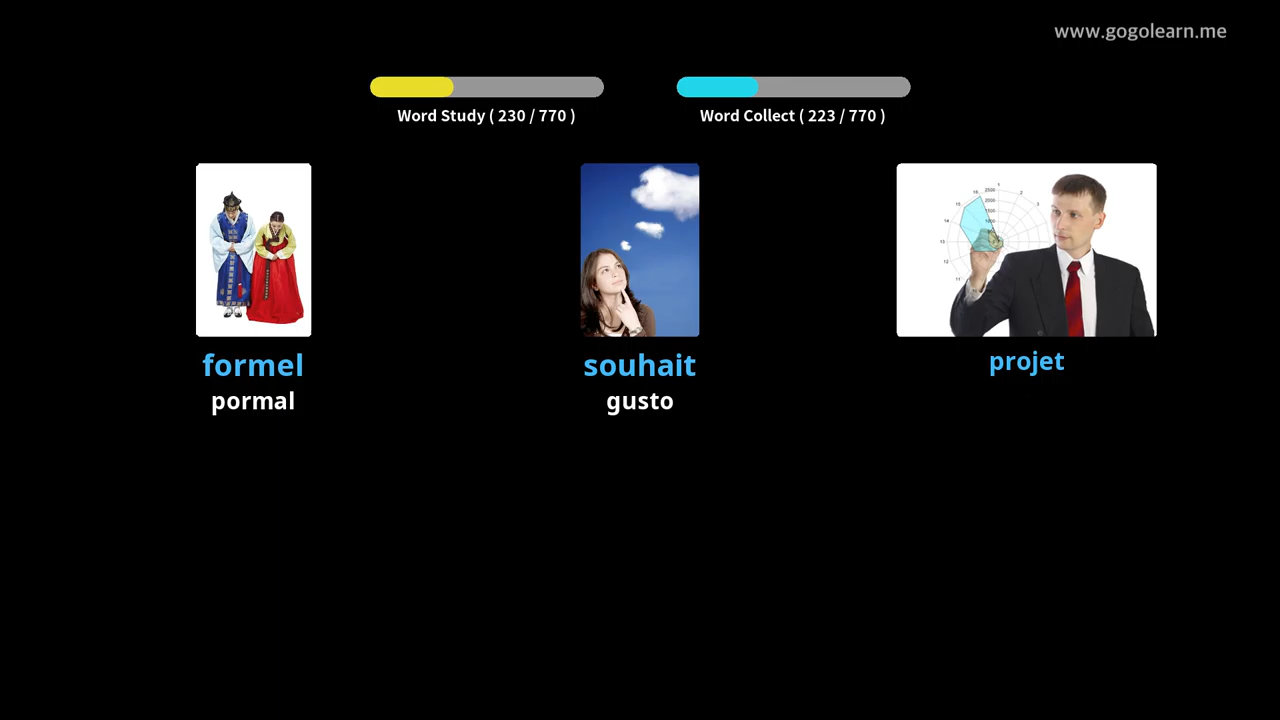 www.gogolearn.me
Word Study ( 230 / 770 )
Word Collect ( 223 / 770 )
formel
pormal
souhait
gusto
projet